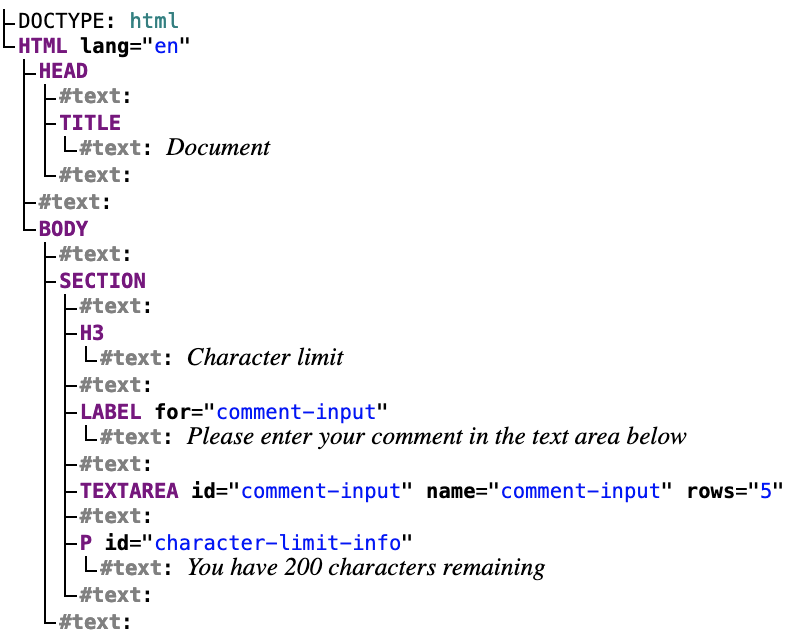 DOCTYPE: html
HTML lang="en"
HEAD
#text:
TITLE
#text: Document
#text:
#text:
BODY
#text:
SECTION
#text:
H3
#text: Character limit
#text:
LABEL for="comment-input"
#text: Please enter your comment in the text area below
#text:
TEXTAREA id="comment-input" name="comment-input" rows="5"
#text:
P id="character-limit-info"
#text: You have 200 characters remaining
#text:
#text: